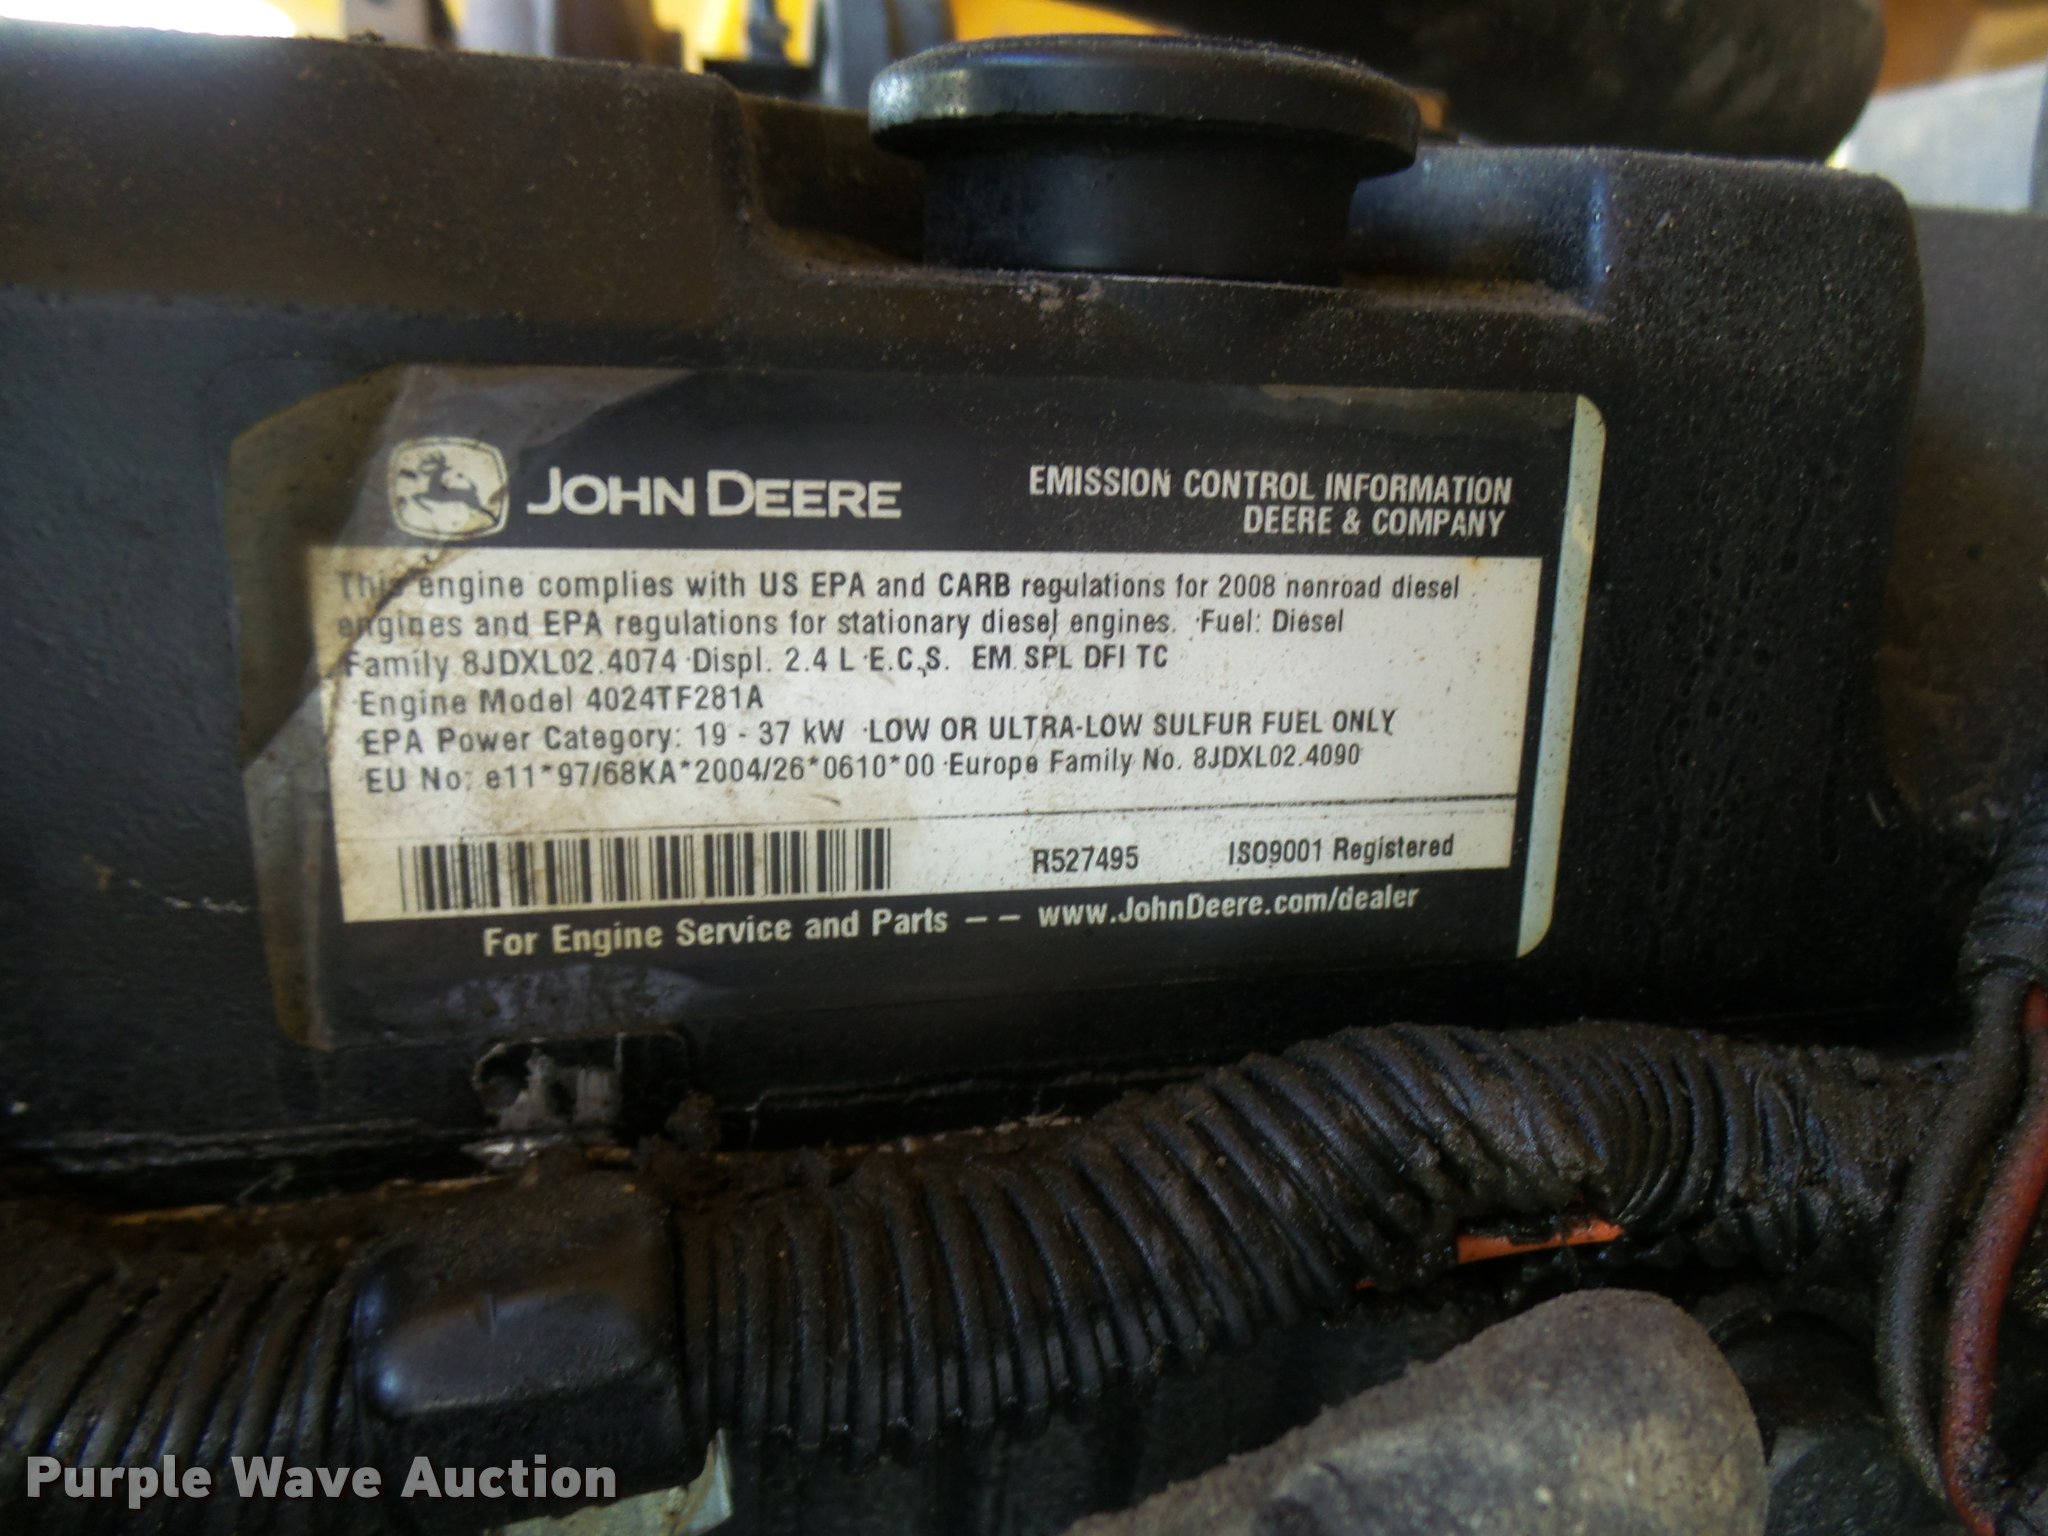 JOHN DEERE
EMISSION CONTROL INFORMATION
DEERE & COMPANY
This engine complies with US EPA and CARB regulations for 2008 nonroad diesel
engines and EPA regulations for stationary diesel engines. ·Fuel: Diesel
Family 8JDXL02.4074 ·Displ. 2.4 L ·E.C.S. EM SPL DFI TC
·Engine Model 4024TF281A
·EPA Power Category: 19 - 37 kW ·LOW OR ULTRA-LOW SULFUR FUEL ONLY
·EU No: e11*97/68KA*2004/26*0610*00 ·Europe Family No. 8JDXL02.4090
R527495 ISO9001 Registered
For Engine Service and Parts -- www.JohnDeere.com/dealer
Purple Wave Auction